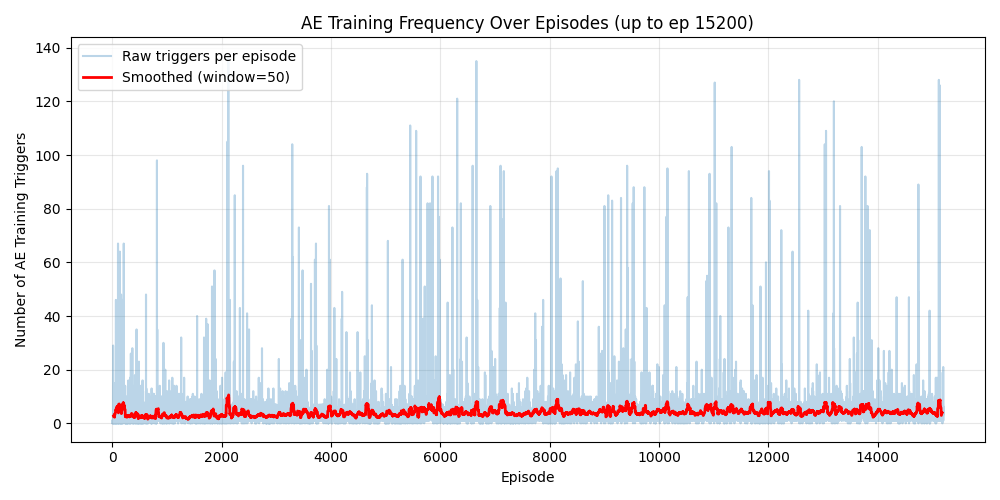 AE Training Frequency Over Episodes (up to ep 15200)
Raw triggers per episode
Smoothed (window=50)
Number of AE Training Triggers
140
120
100
80
60
40
20
0
0 2000 4000 6000 8000 10000 12000 14000
Episode